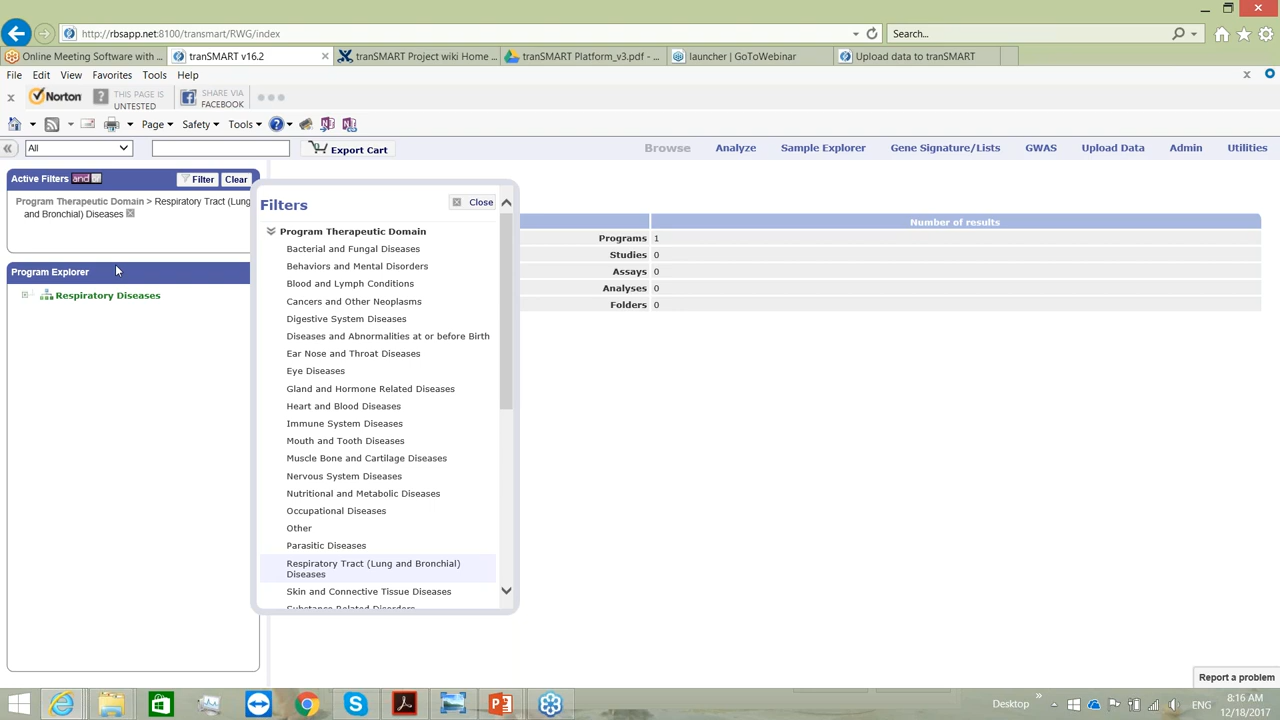 http://rbsapp.net:8100/transmart/RWG/index
Search...
Online Meeting Software with ...
tranSMART v16.2
tranSMART Project wiki Home ...
tranSMART Platform_v3.pdf - ...
launcher | GoToWebinar
Upload data to tranSMART
File Edit View Favorites Tools Help
Norton
THIS PAGE IS
UNTESTED
SHARE VIA
FACEBOOK
Page Safety Tools
All
Export Cart
Browse Analyze Sample Explorer Gene Signature/Lists GWAS Upload Data Admin Utilities
Active Filters and or Filter Clear
Program Therapeutic Domain > Respiratory Tract (Lung
and Bronchial) Diseases
Program Explorer
Respiratory Diseases
Filters
Close
Program Therapeutic Domain
Bacterial and Fungal Diseases
Behaviors and Mental Disorders
Blood and Lymph Conditions
Cancers and Other Neoplasms
Digestive System Diseases
Diseases and Abnormalities at or before Birth
Ear Nose and Throat Diseases
Eye Diseases
Gland and Hormone Related Diseases
Heart and Blood Diseases
Immune System Diseases
Mouth and Tooth Diseases
Muscle Bone and Cartilage Diseases
Nervous System Diseases
Nutritional and Metabolic Diseases
Occupational Diseases
Other
Parasitic Diseases
Respiratory Tract (Lung and Bronchial)
Diseases
Skin and Connective Tissue Diseases
Substance Related Disorders
Number of results
Programs 1
Studies 0
Assays 0
Analyses 0
Folders 0
Report a problem
Desktop
ENG
8:16 AM
12/18/2017